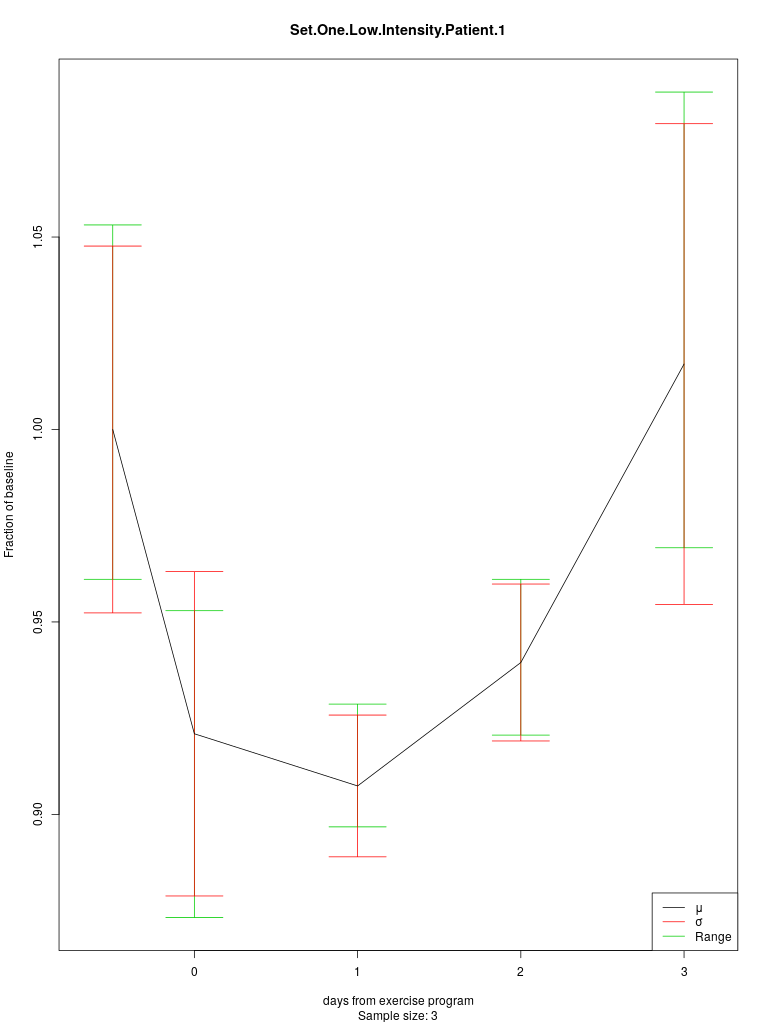 Set.One.Low.Intensity.Patient.1
Fraction of baseline
1.05
1.00
0.95
0.90
μ
σ
Range
0 1 2 3
days from exercise program
Sample size: 3